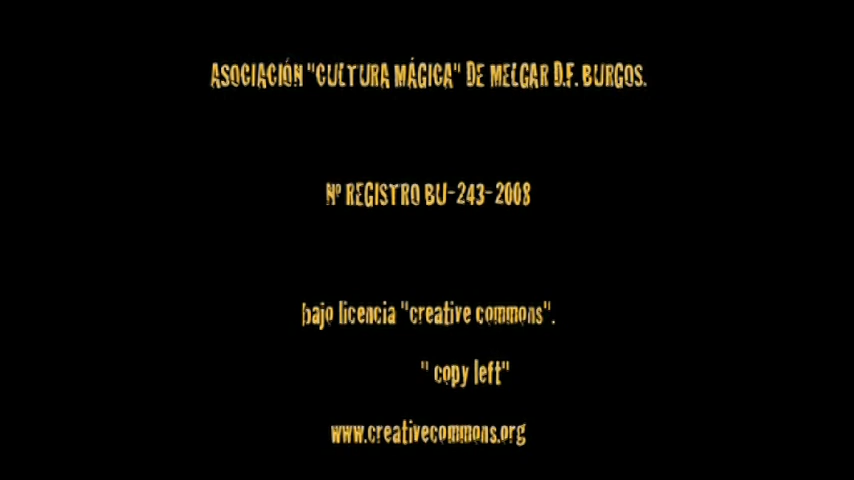 ASOCIACIÓN "CULTURA MÁGICA" DE MELGAR D.F. BURGOS.
Nº REGISTRO BU-243-2008
bajo licencia "creative commons".
" copy left"
www.creativecommons.org